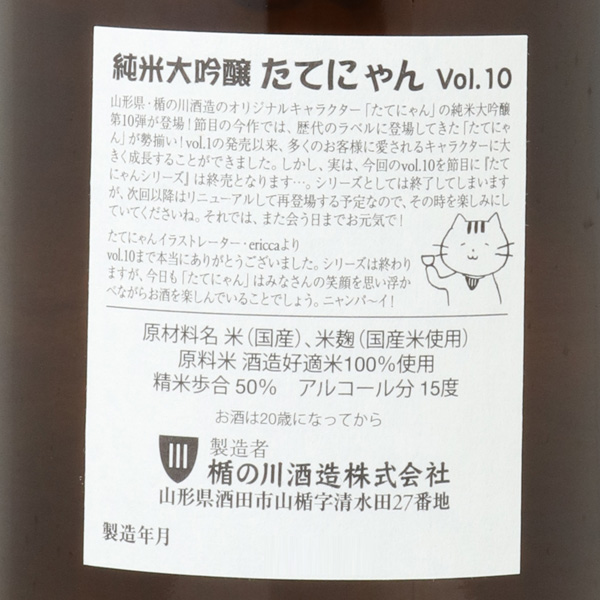 純米大吟醸 たてにゃん Vol.10
山形県・楯の川酒造のオリジナルキャラクター「たてにゃん」の純米大吟醸
第10弾が登場！節目の今作では、歴代のラベルに登場してきた「たてにゃ
ん」が勢揃い！vol.1の発売以来、多くのお客様に愛されるキャラクターに大
きく成長することができました。しかし、実は、今回のvol.10を節目に『たて
にゃんシリーズ』は終売となります…。シリーズとしては終了してしまいます
が、次回以降はリニューアルして再登場する予定なので、その時を楽しみにし
ていてくださいね。それでは、また会う日までお元気で！
たてにゃんイラストレーター・ericcaより
vol.10まで本当にありがとうございました。シリーズは終わり
ますが、今日も「たてにゃん」はみなさんの笑顔を思い浮か
べながらお酒を楽しんでいることでしょう。ニャンパ〜イ！
原材料名 米（国産）、米麹（国産米使用）
原料米 酒造好適米100％使用
精米歩合 50％ アルコール分 15度
お酒は20歳になってから
製造者
楯の川酒造株式会社
山形県酒田市山楯字清水田27番地
製造年月